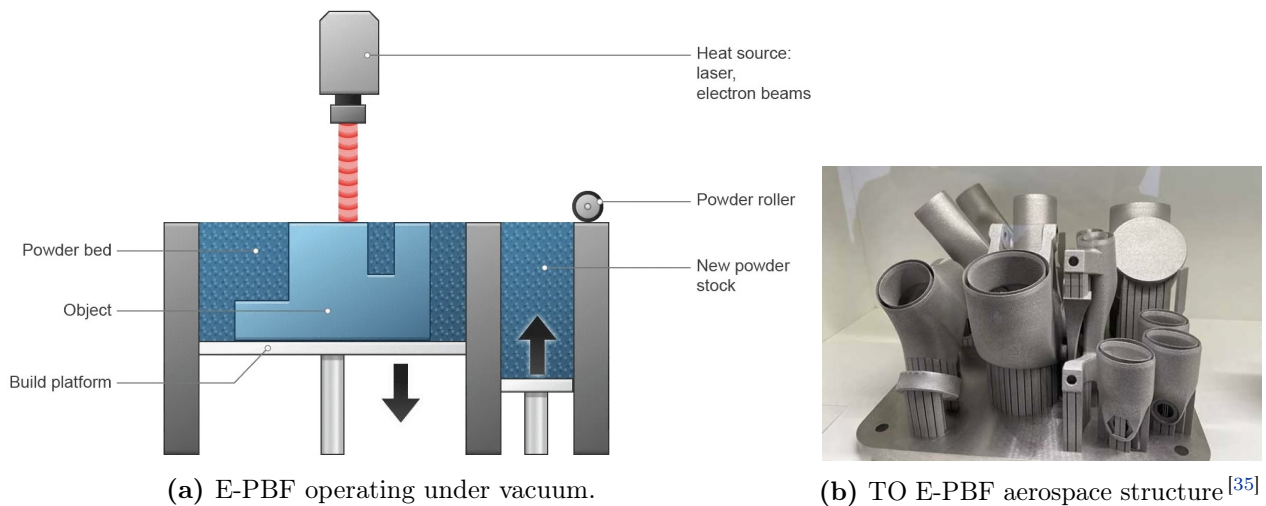 Heat source:
laser,
electron beams
Powder roller
Powder bed
New powder
stock
Object
Build platform
(a) E-PBF operating under vacuum.
(b) TO E-PBF aerospace structure[35]